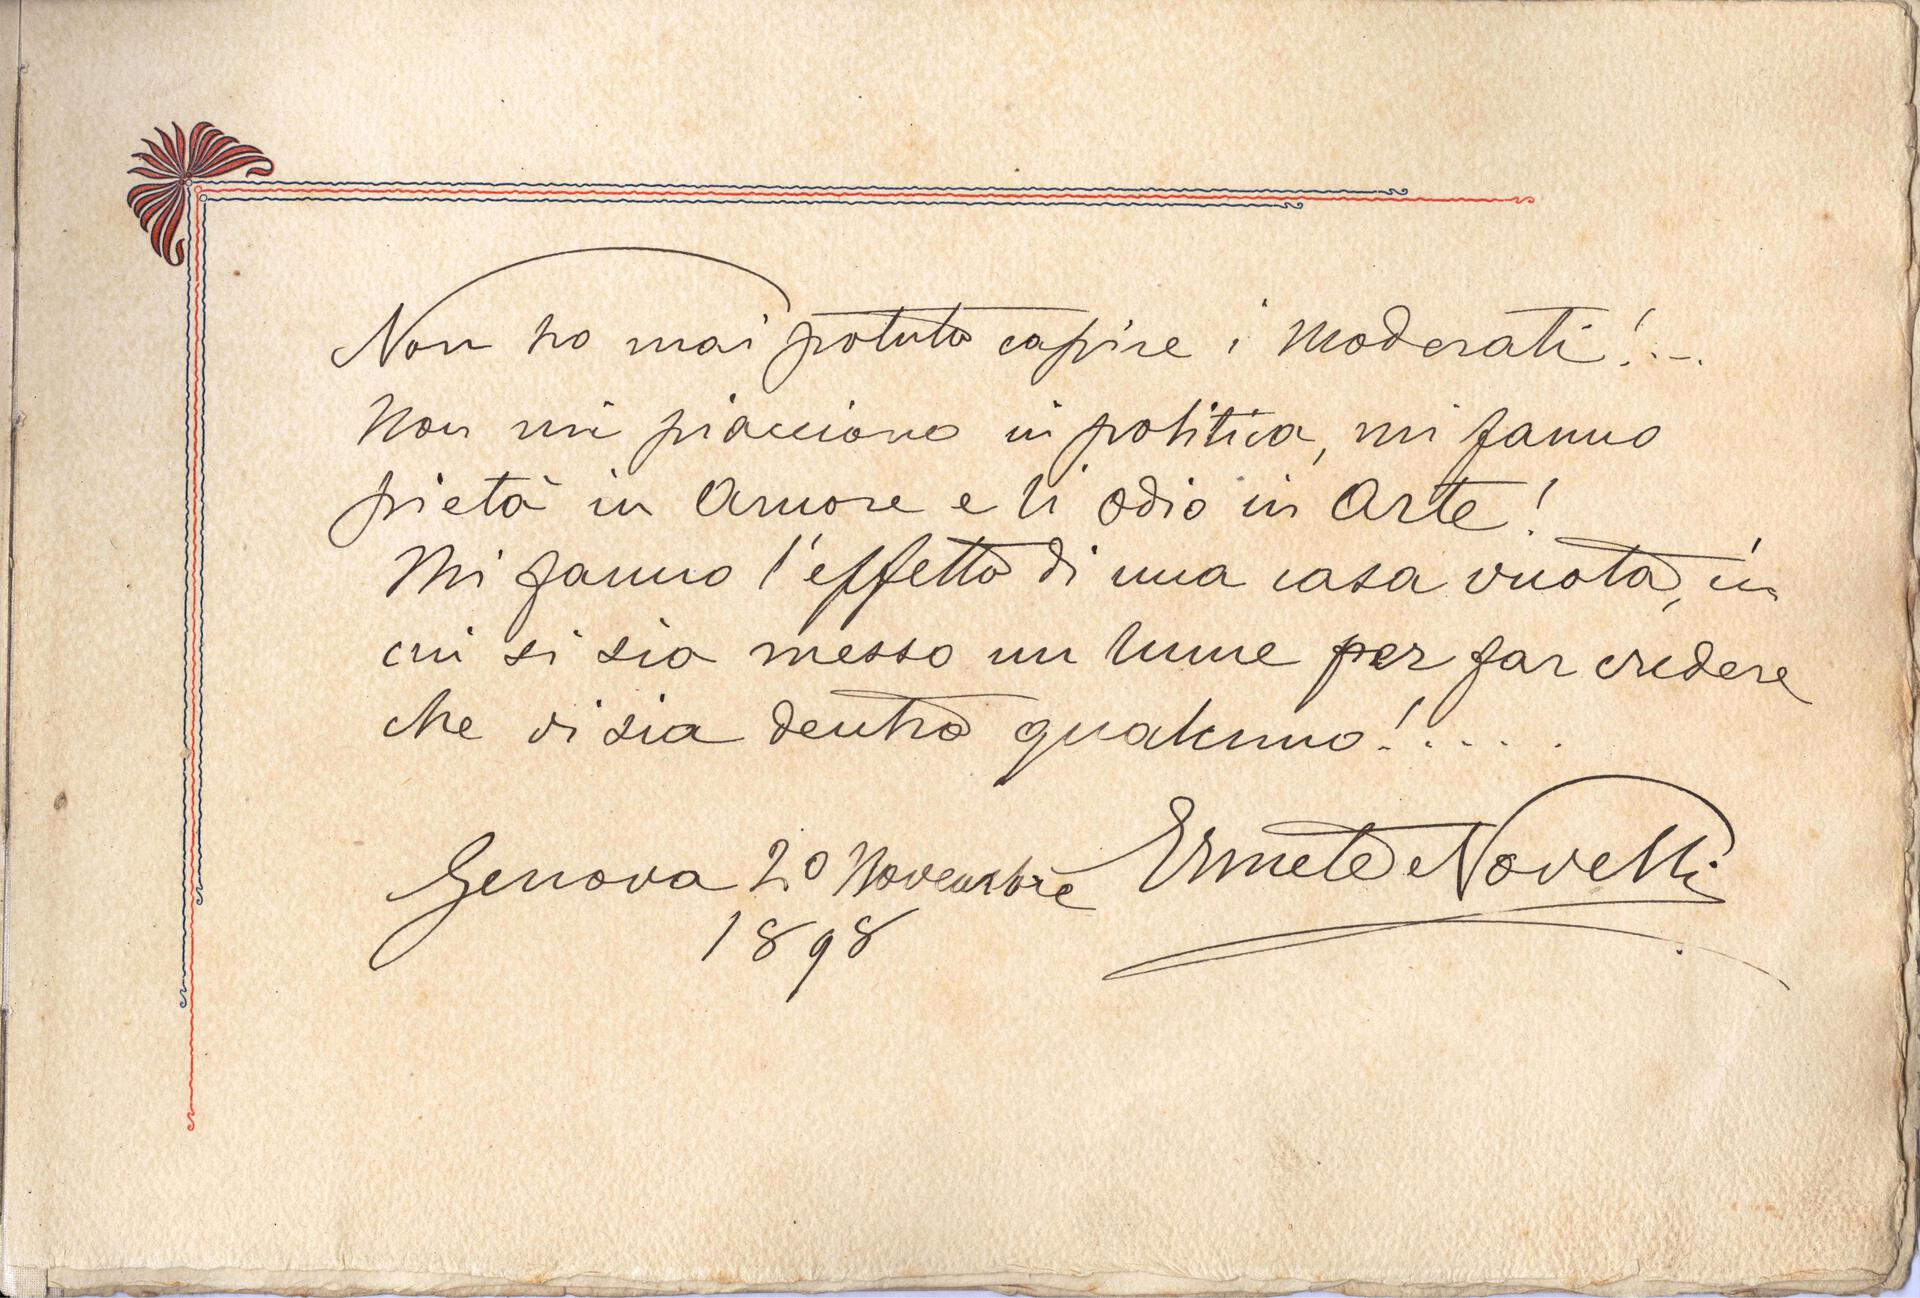 Non ho mai potuto capire i Moderati!..-.
Non mi piacciono in politica, mi fanno
pietà in Amore e li odio in Arte!
Mi fanno l'effetto di una casa vuota, in
cui si sia messo un lume per far credere
che vi sia dentro qualcuno!.....
Genova 20 Novembre Ermete Novelli
1898